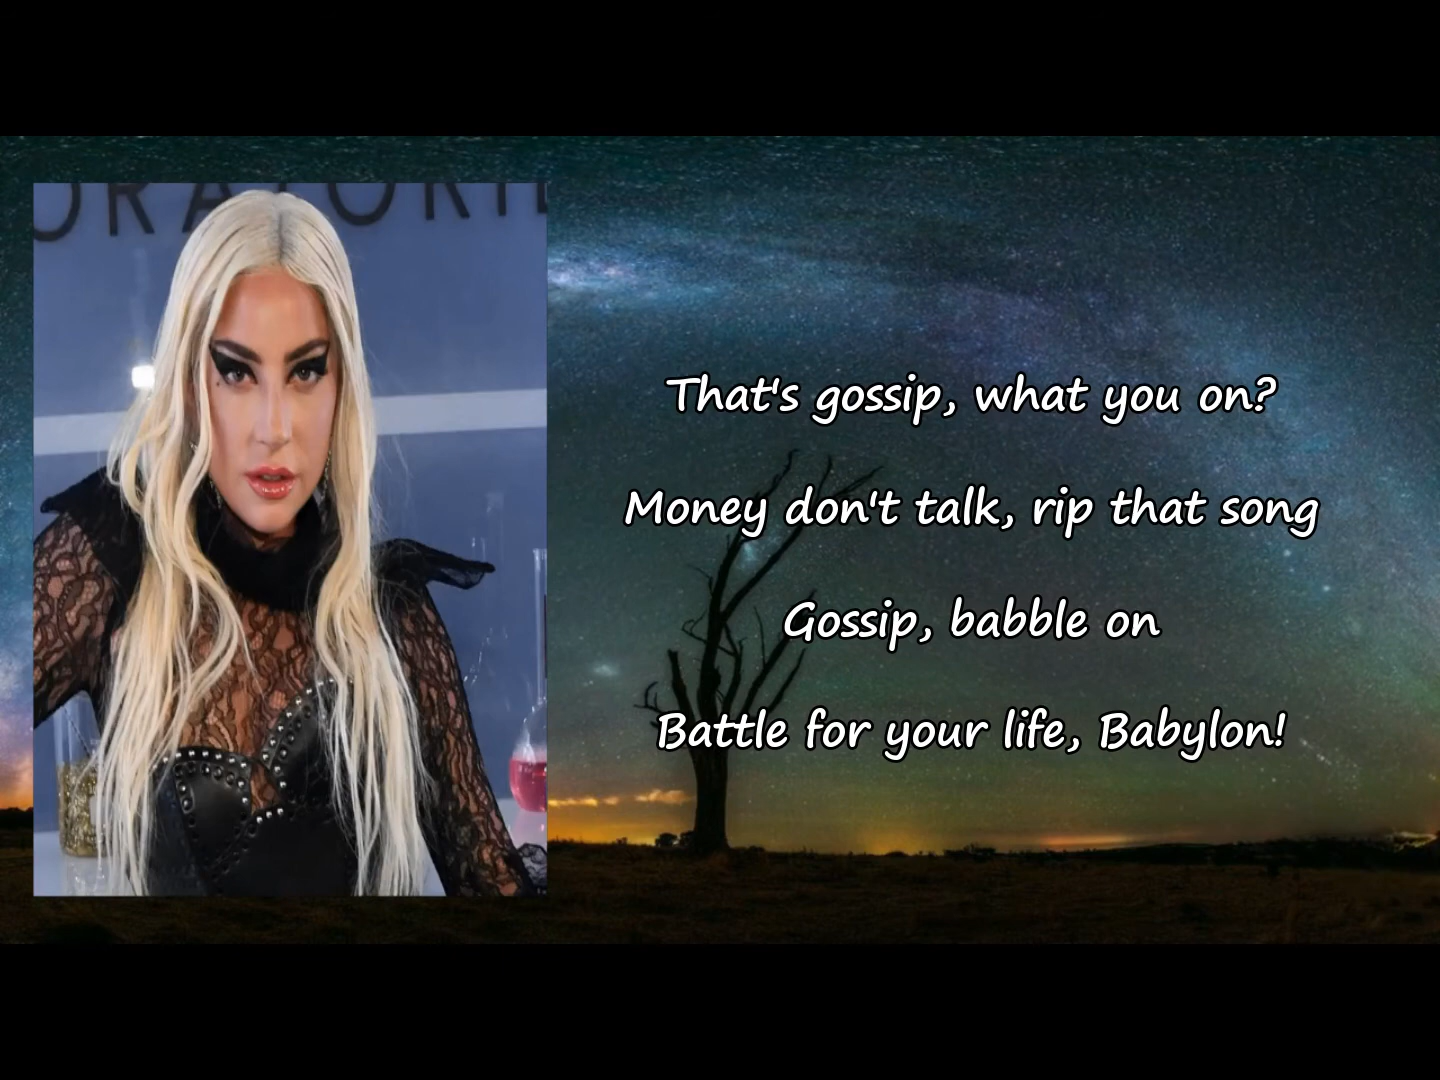 ORATORIE
That's gossip, what you on?
Money don't talk, rip that song
Gossip, babble on
Battle for your life, Babylon!